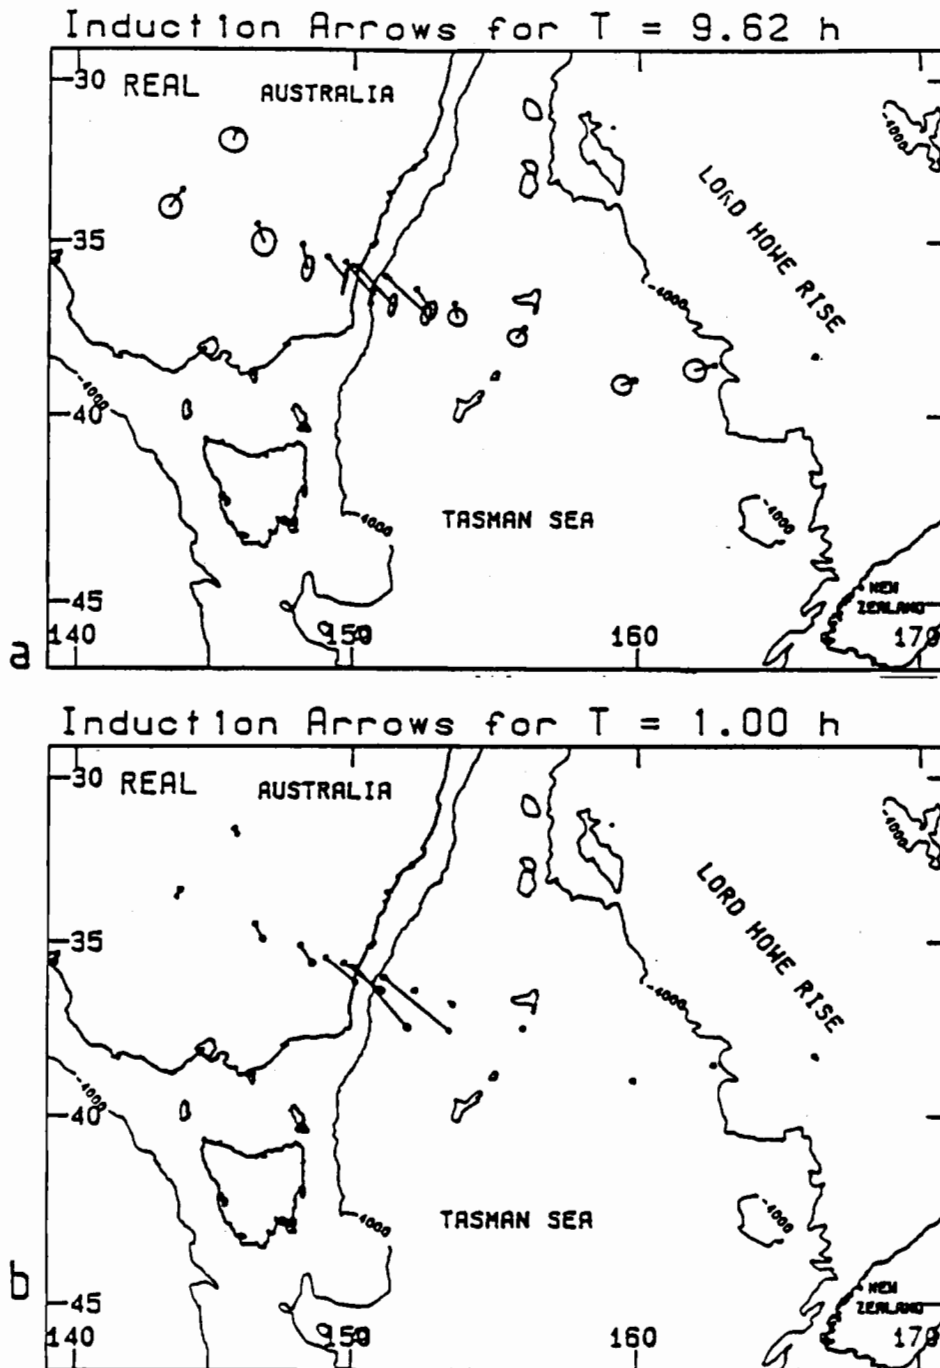 Induction Arrows for T = 9.62 h
-30 REAL AUSTRALIA
-4000
LORD HOWE RISE
-35
-4000
-4000
-40
-4000
-4000 TASMAN SEA
-45
NEW
ZEALAND
140 150 160 170
a
Induction Arrows for T = 1.00 h
-30 REAL AUSTRALIA
-4000
LORD HOWE RISE
-35
-4000
-4000
-40
-4000
-4000 TASMAN SEA
-45
NEW
ZEALAND
140 150 160 170
b